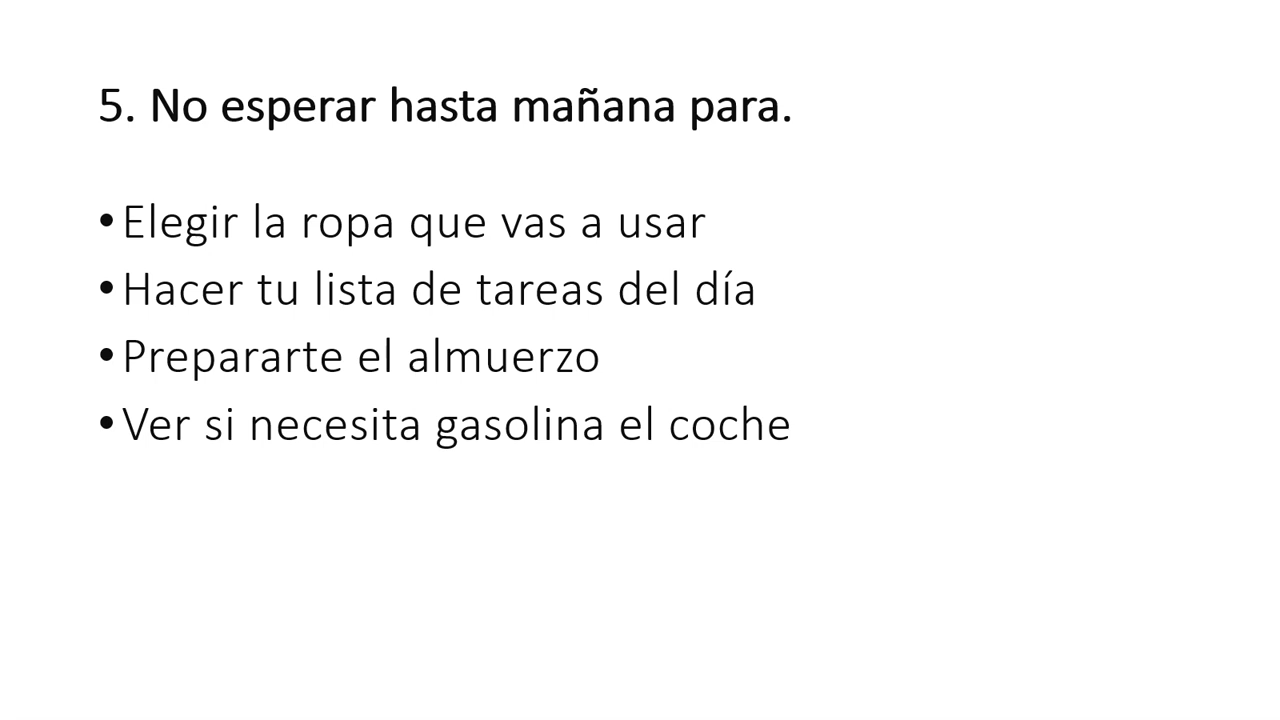 5. No esperar hasta mañana para.
•Elegir la ropa que vas a usar
•Hacer tu lista de tareas del día
•Prepararte el almuerzo
•Ver si necesita gasolina el coche